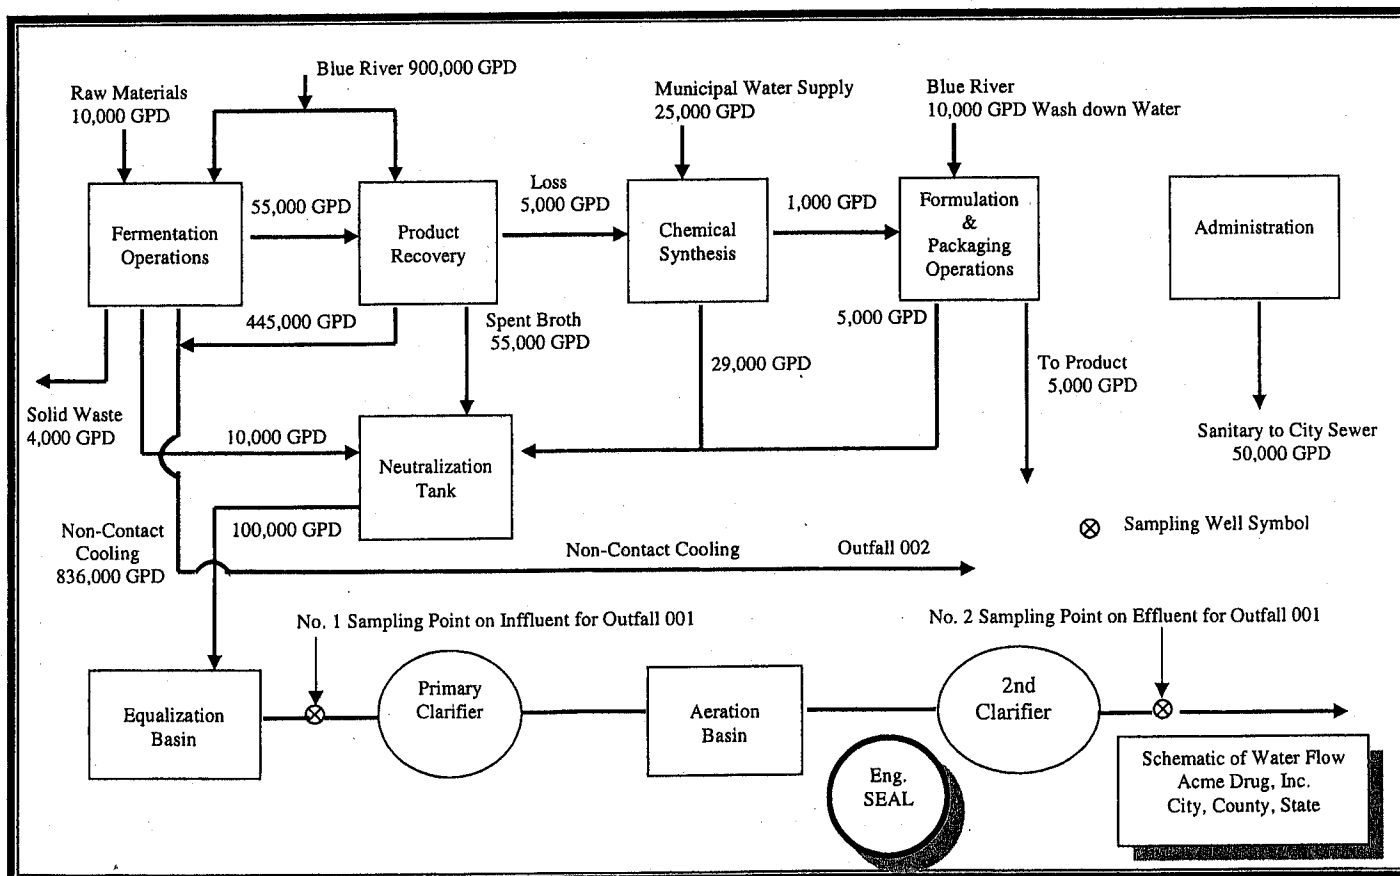 Blue River 900,000 GPD
Raw Materials
10,000 GPD
Municipal Water Supply
25,000 GPD
Blue River
10,000 GPD Wash down Water
Fermentation
Operations
55,000 GPD
Product
Recovery
Loss
5,000 GPD
Chemical
Synthesis
1,000 GPD
Formulation
&
Packaging
Operations
Administration
445,000 GPD
Spent Broth
55,000 GPD
29,000 GPD
5,000 GPD
To Product
5,000 GPD
Solid Waste
4,000 GPD
10,000 GPD
Neutralization
Tank
Sanitary to City Sewer
50,000 GPD
Non-Contact
Cooling
836,000 GPD
100,000 GPD
Sampling Well Symbol
Non-Contact Cooling
Outfall 002
No. 1 Sampling Point on Inffluent for Outfall 001
No. 2 Sampling Point on Effluent for Outfall 001
Equalization
Basin
Primary
Clarifier
Aeration
Basin
2nd
Clarifier
Eng.
SEAL
Schematic of Water Flow
Acme Drug, Inc.
City, County, State